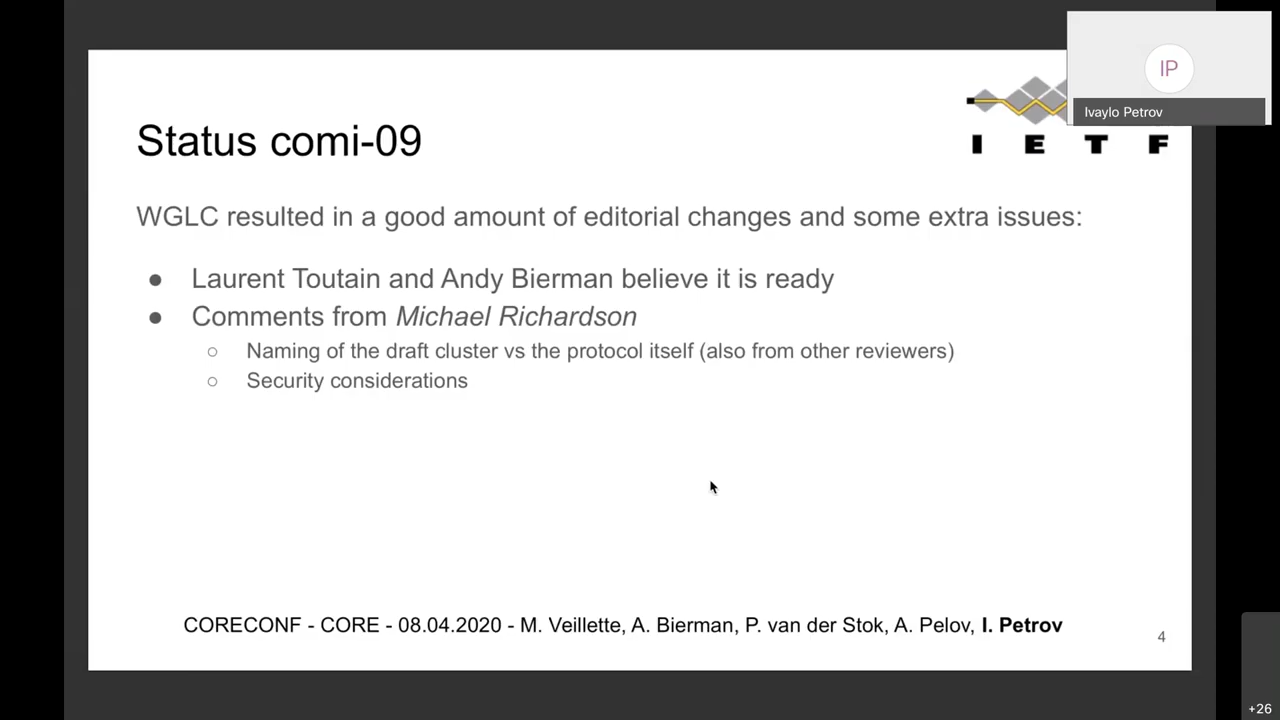 IP
Ivaylo Petrov
I E T F
Status comi-09
WGLC resulted in a good amount of editorial changes and some extra issues:
● Laurent Toutain and Andy Bierman believe it is ready
● Comments from Michael Richardson
○ Naming of the draft cluster vs the protocol itself (also from other reviewers)
○ Security considerations
CORECONF - CORE - 08.04.2020 - M. Veillette, A. Bierman, P. van der Stok, A. Pelov, I. Petrov
4
+26